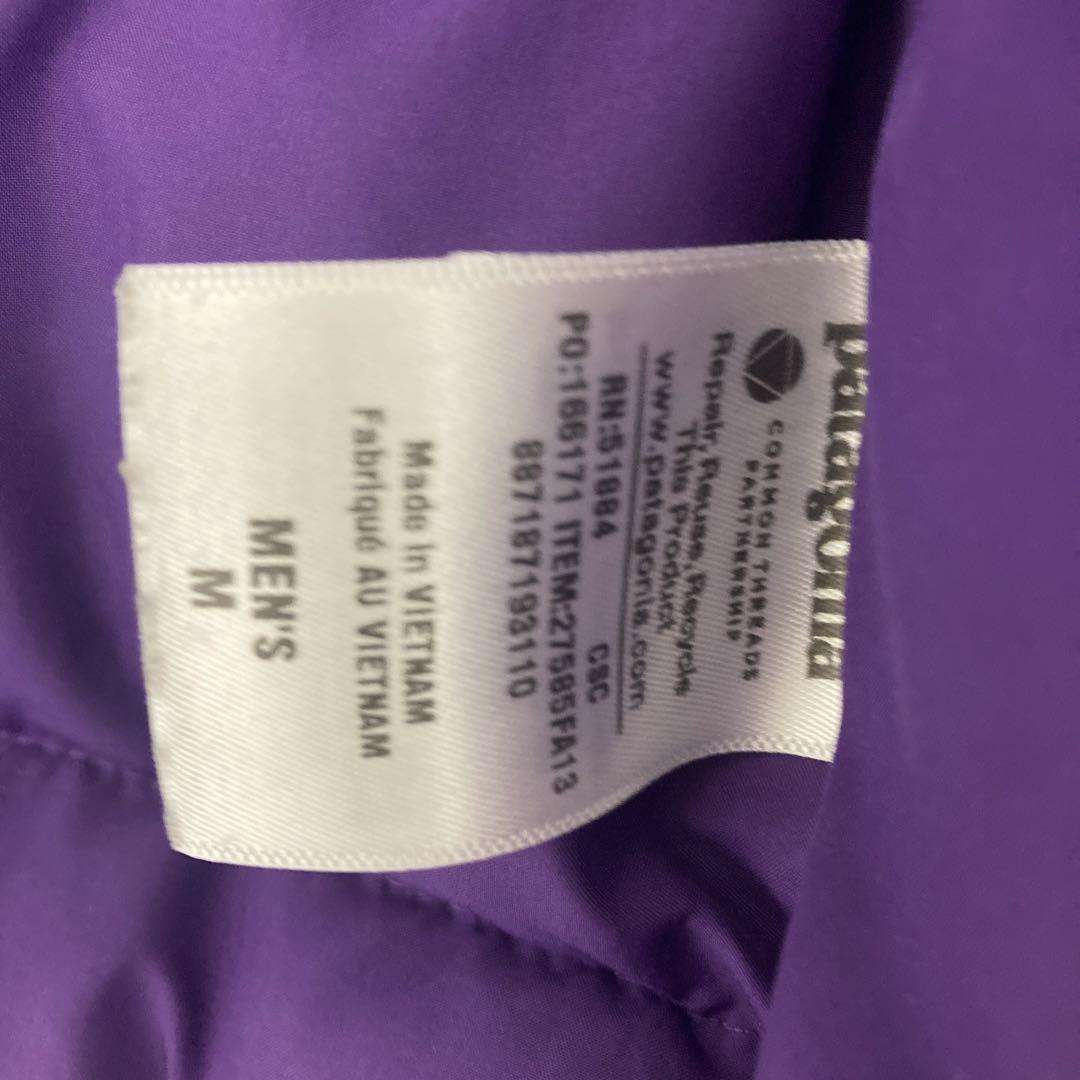 patagonia
COMMON THREADS
PARTNERSHIP
Repair,Reuse,Recycle
This Product
www.patagonia.com
RN:51884 CSC
PO:166171 ITEM:27585FA13
887187193110
Made In VIETNAM
Fabriqué AU VIETNAM
MEN'S
M